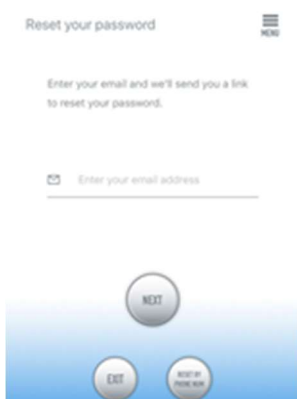 Reset your password
MENU
Enter your email and we'll send you a link
to reset your password.
Enter your email address
NEXT
EXIT
RESET BY
PHONE NUM